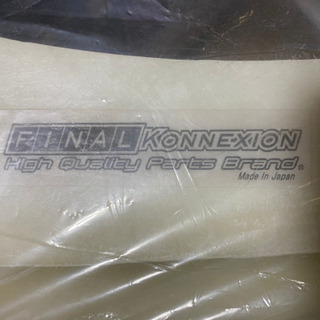 FINAL KONNEXION
High Quality Parts Brand®
Made In Japan